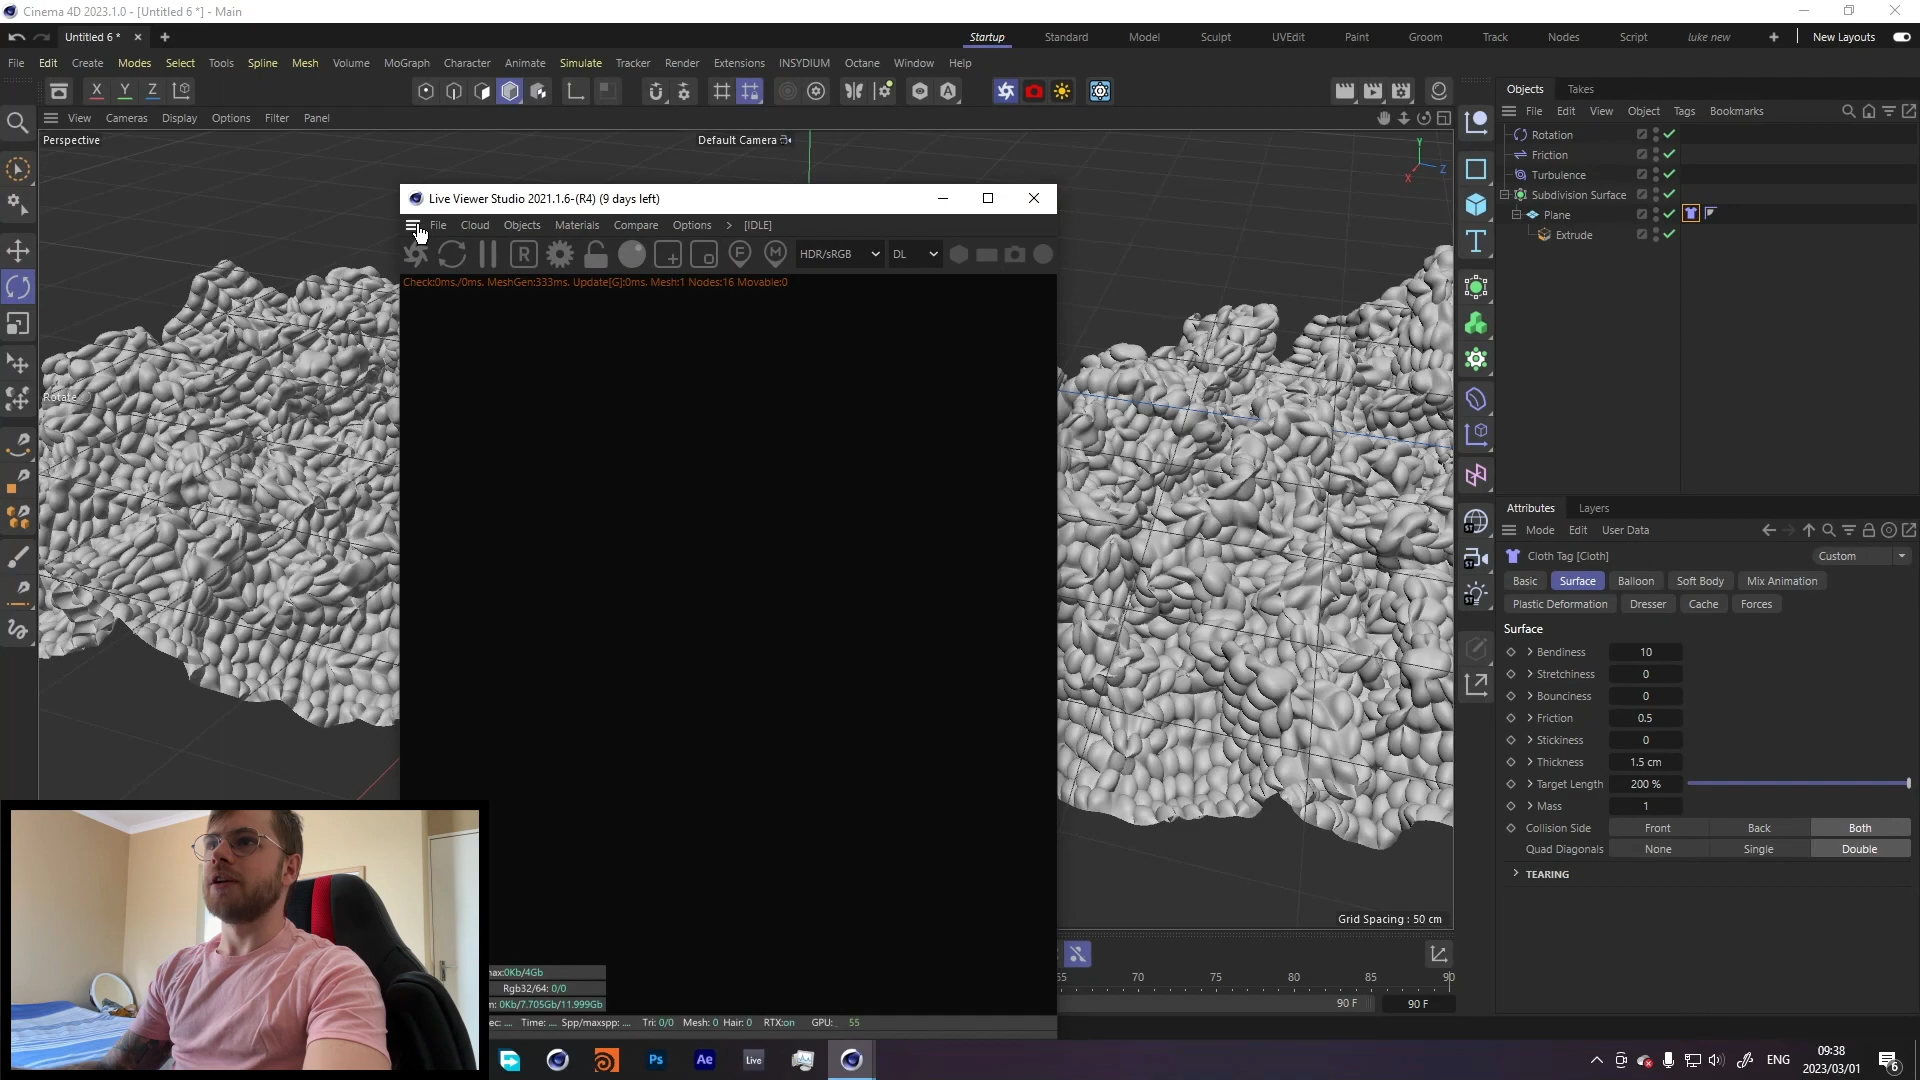 Cinema 4D 2023.1.0 - [Untitled 6 *] - Main
Untitled 6 *
Startup Standard Model Sculpt UVEdit Paint Groom Track Nodes Script luke new New Layouts
File Edit Create Modes Select Tools Spline Mesh Volume MoGraph Character Animate Simulate Tracker Render Extensions INSYDIUM Octane Window Help
X Y Z
View Cameras Display Options Filter Panel
Perspective
Default Camera
Y
Z
X
Rotate
Live Viewer Studio 2021.1.6-(R4) (9 days left)
File Cloud Objects Materials Compare Options > [IDLE]
R F M HDR/sRGB DL
Check:0ms./0ms. MeshGen:333ms. Update[G]:0ms. Mesh:1 Nodes:16 Movable:0
Rgb32/64: 0/0
0Kb/7.705Gb/11.999Gb
Time: .... Spp/maxspp: .... Tri: 0/0 Mesh: 0 Hair: 0 RTX:on GPU: 55
Grid Spacing : 50 cm
70 75 80 85 90
90 F 90 F
Objects Takes
File Edit View Object Tags Bookmarks
Rotation
Friction
Turbulence
Subdivision Surface
Plane
Extrude
Attributes Layers
Mode Edit User Data
Cloth Tag [Cloth] Custom
Basic Surface Balloon Soft Body Mix Animation
Plastic Deformation Dresser Cache Forces
Surface
Bendiness 10
Stretchiness 0
Bounciness 0
Friction 0.5
Stickiness 0
Thickness 1.5 cm
Target Length 200 %
Mass 1
Collision Side Front Back Both
Quad Diagonals None Single Double
TEARING
Ps Ae Live
ENG
09:38
2023/03/01
6